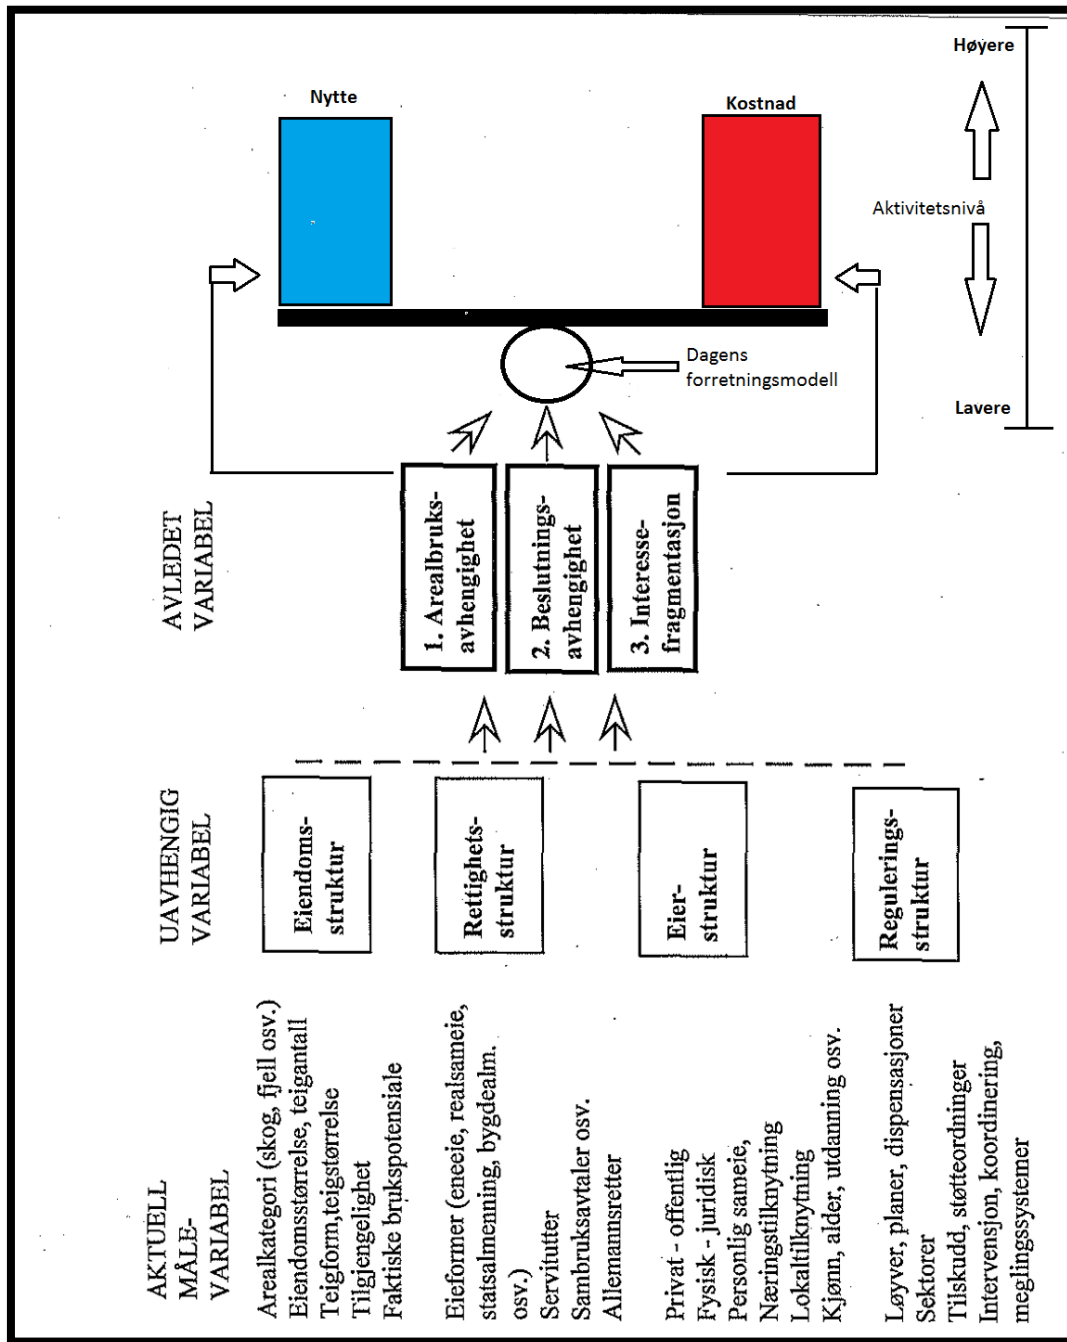 Høyere
Nytte
Kostnad
Aktivitetsnivå
Dagens
forretningsmodell
Lavere
AVLEDET
VARIABEL
1. Arealbruks-
avhengighet
2. Beslutnings-
avhengighet
3. Interesse-
fragmentasjon
UAVHENGIG
VARIABEL
Eiendoms-
struktur
Rettighets-
struktur
Eier-
struktur
Regulerings-
struktur
AKTUELL
MÅLE-
VARIABEL
Arealkategori (skog, fjell osv.)
Eiendomsstørrelse, teigantall
Teigform,teigstørrelse
Tilgjengelighet
Faktiske brukspotensiale
Eieformer (eneeie, realsameie,
statsalmenning, bygdealm.
osv.)
Servitutter
Sambruksavtaler osv.
Allemannsretter
Privat - offentlig
Fysisk - juridisk
Personlig sameie,
Næringstilknytning
Lokaltilknytning
Kjønn, alder, utdanning osv.
Løyver, planer, dispensasjoner
Sektorer
Tilskudd, støtteordninger
Intervensjon, koordinering,
meglingssystemer